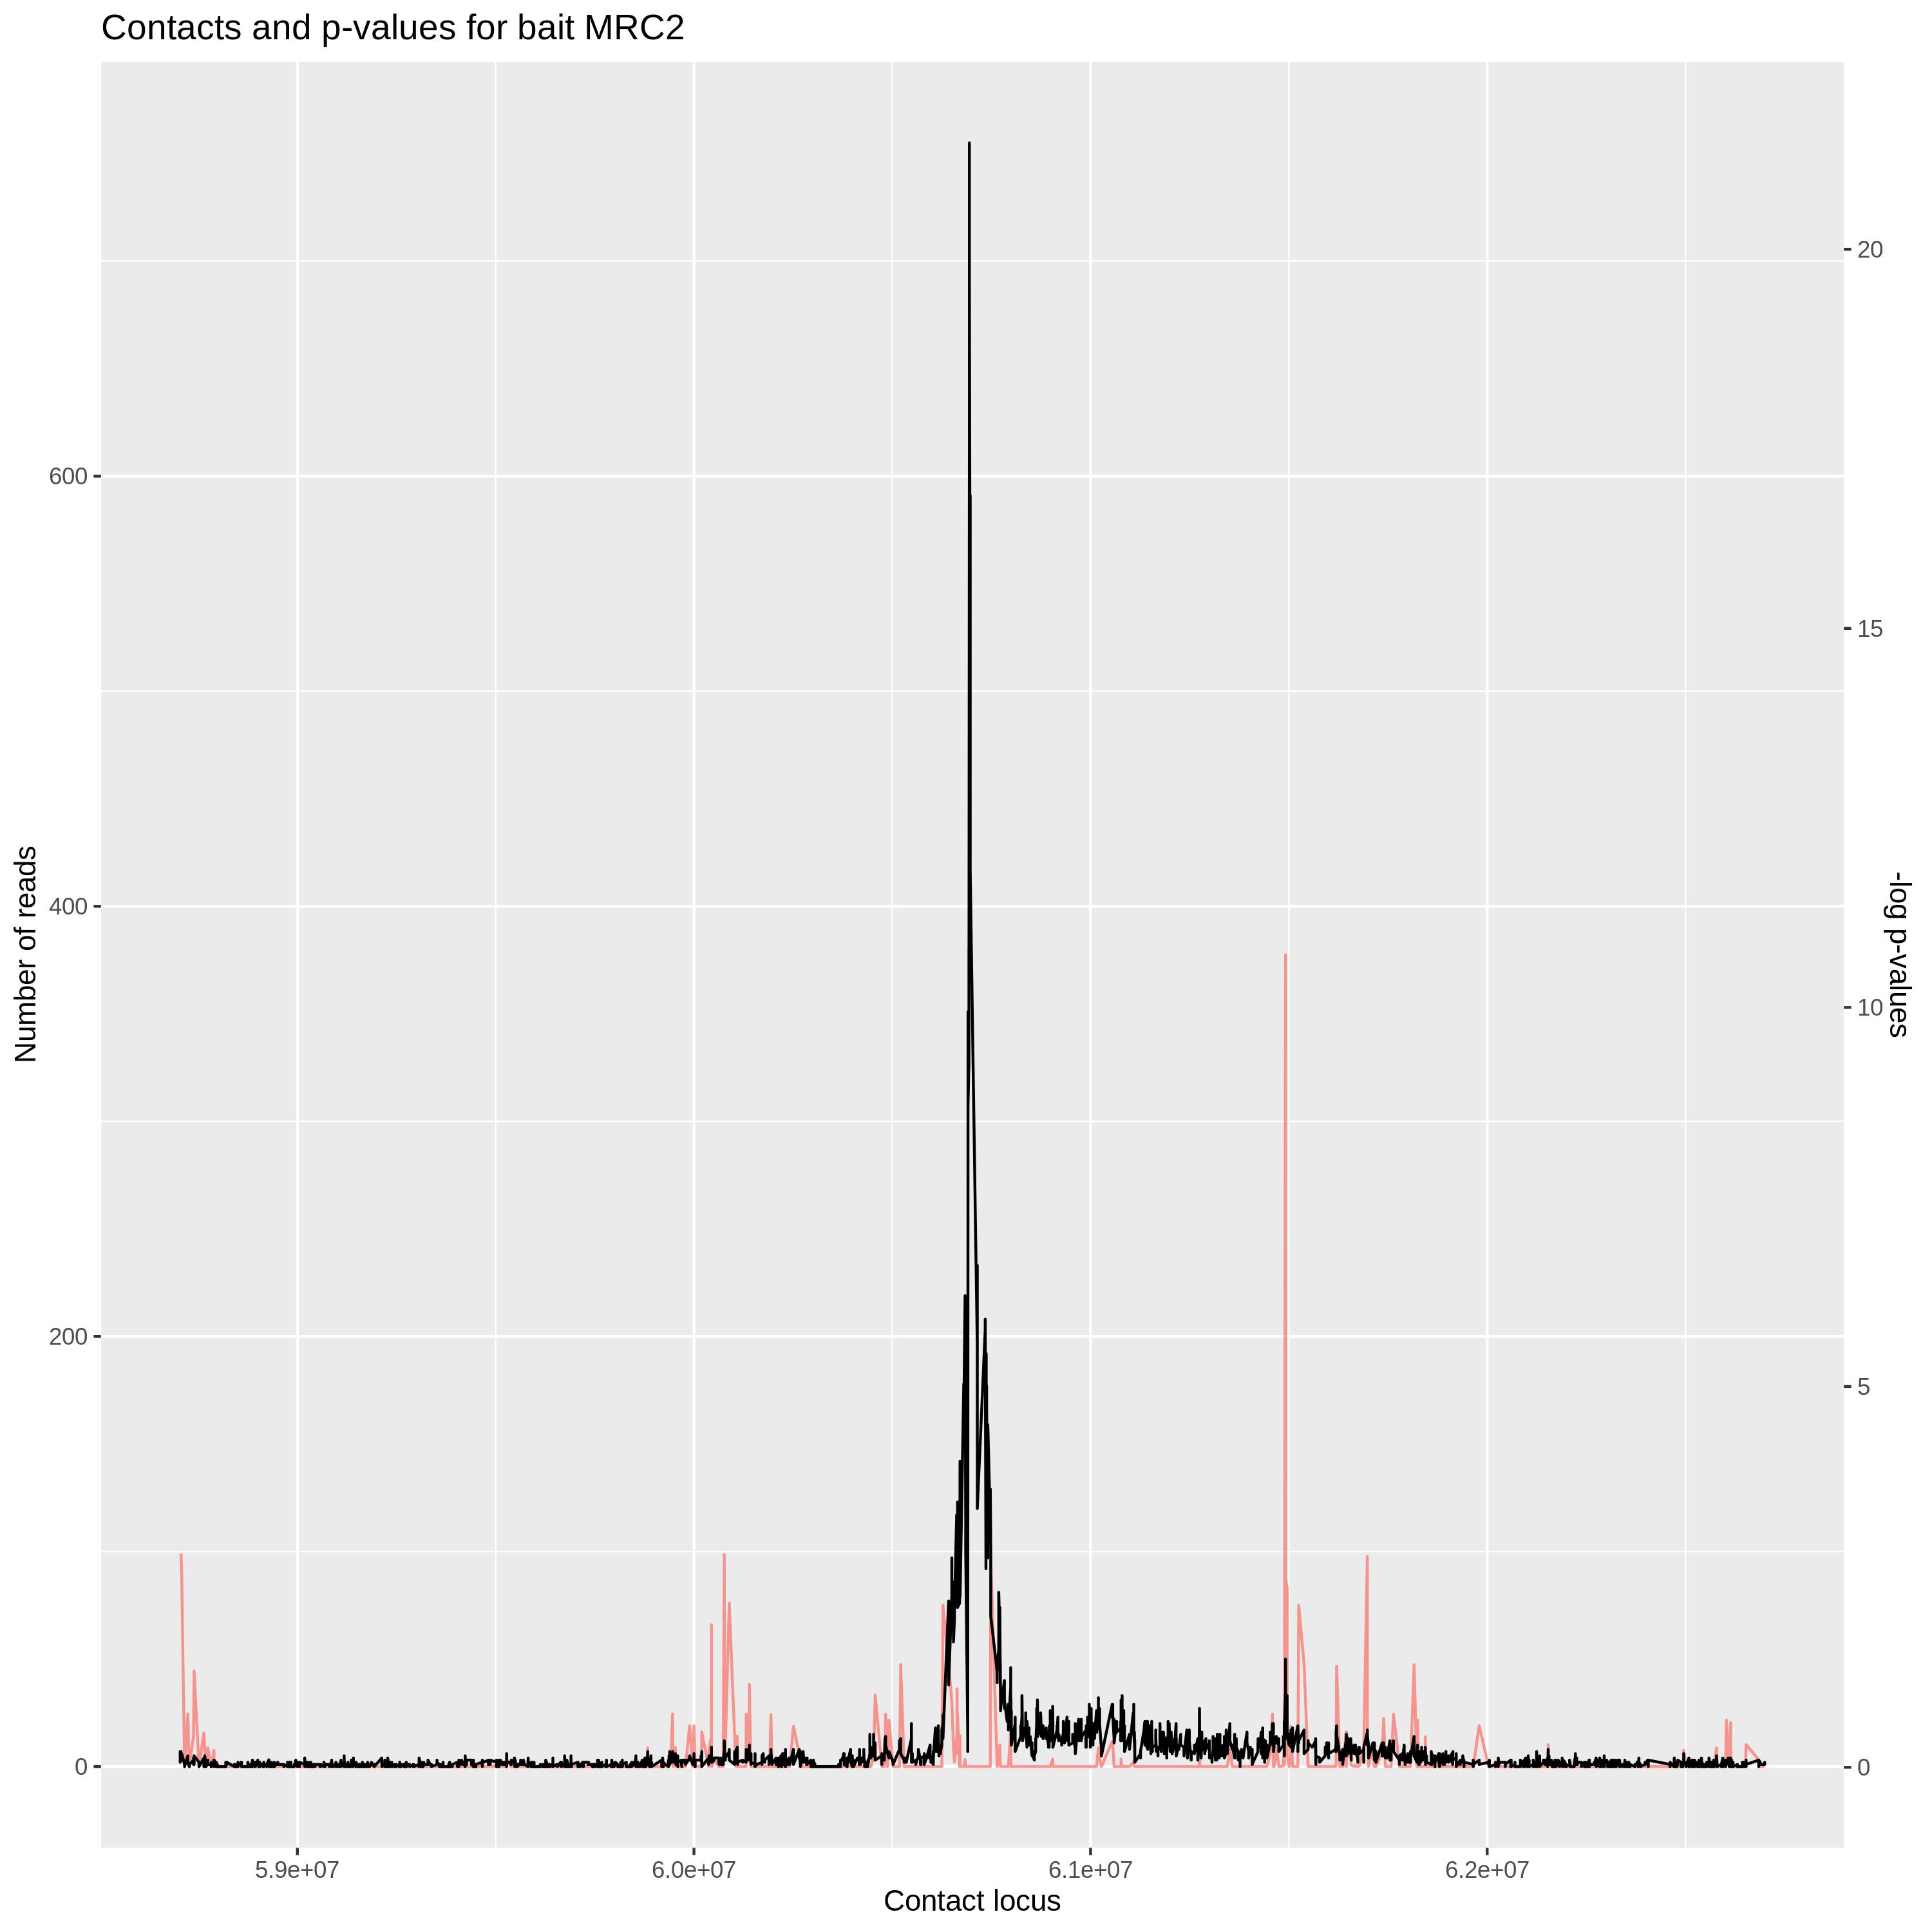 Contacts and p-values for bait MRC2
Number of reads
600
400
200
0
20
15
10
5
0
-log p-values
5.9e+07 6.0e+07 6.1e+07 6.2e+07
Contact locus